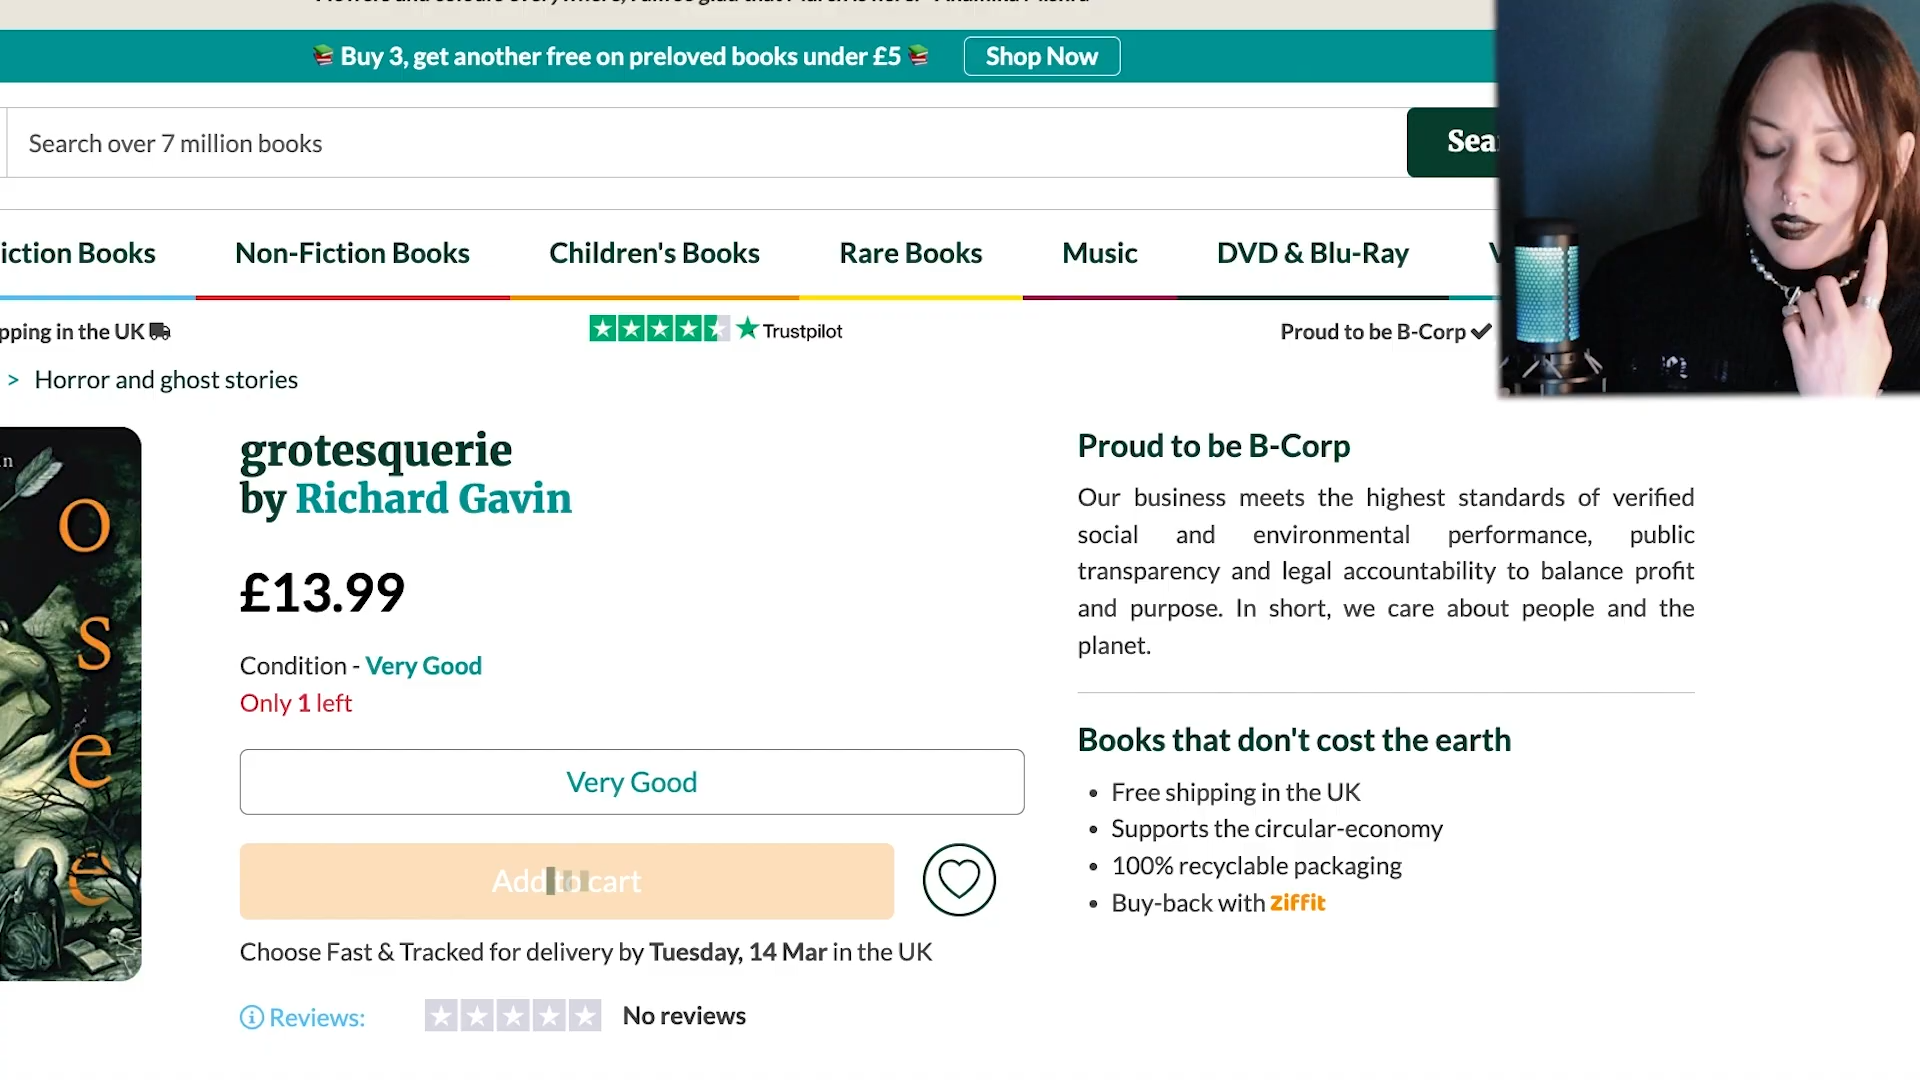 Buy 3, get another free on preloved books under £5
Shop Now
Search over 7 million books
Sea
iction Books
Non-Fiction Books
Children's Books
Rare Books
Music
DVD & Blu-Ray
pping in the UK
Trustpilot
Proud to be B-Corp
> Horror and ghost stories
n
o
s
e
e
grotesquerie
by Richard Gavin
£13.99
Condition - Very Good
Only 1 left
Very Good
Add to cart
Choose Fast & Tracked for delivery by Tuesday, 14 Mar in the UK
Reviews:
No reviews
Proud to be B-Corp
Our business meets the highest standards of verified
social and environmental performance, public
transparency and legal accountability to balance profit
and purpose. In short, we care about people and the
planet.
Books that don't cost the earth
• Free shipping in the UK
• Supports the circular-economy
• 100% recyclable packaging
• Buy-back with ziffit